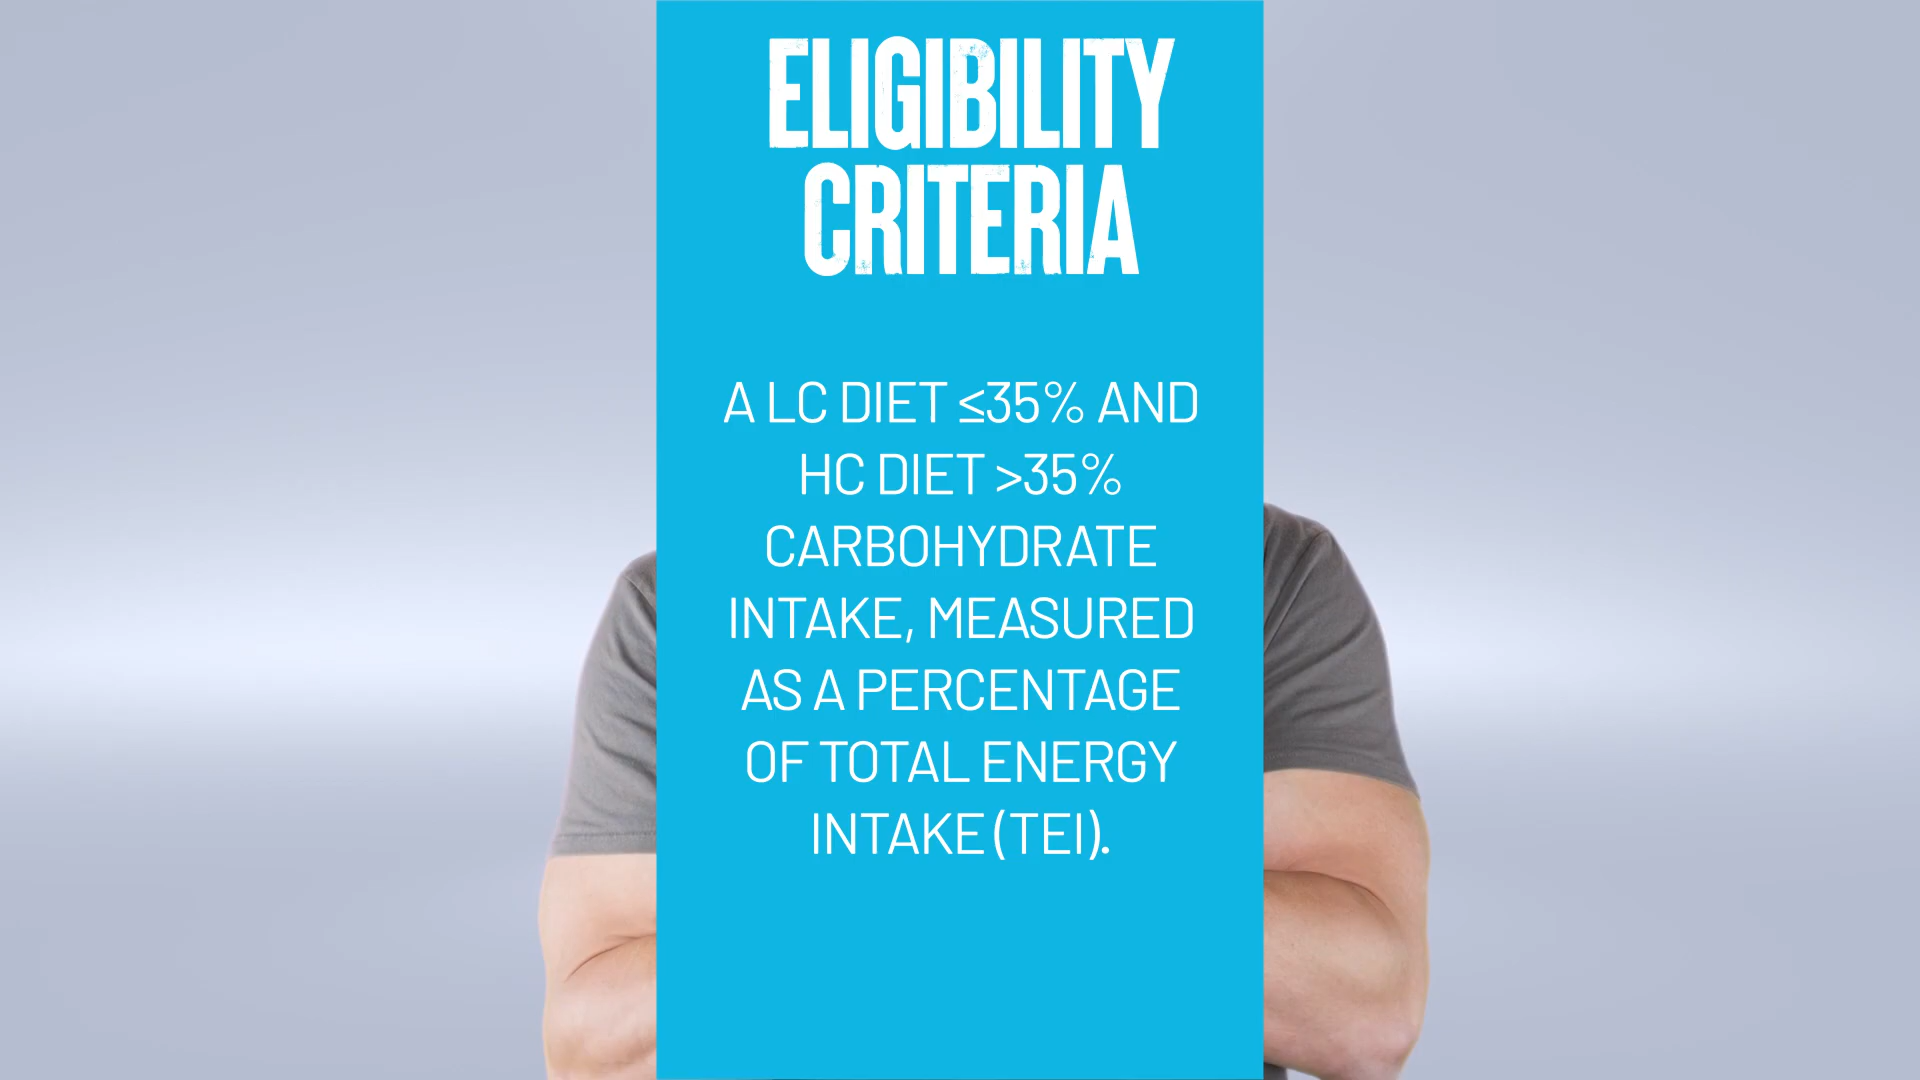 ELIGIBILITY
CRITERIA
A LC DIET ≤35% AND
HC DIET >35%
CARBOHYDRATE
INTAKE, MEASURED
AS A PERCENTAGE
OF TOTAL ENERGY
INTAKE (TEI).